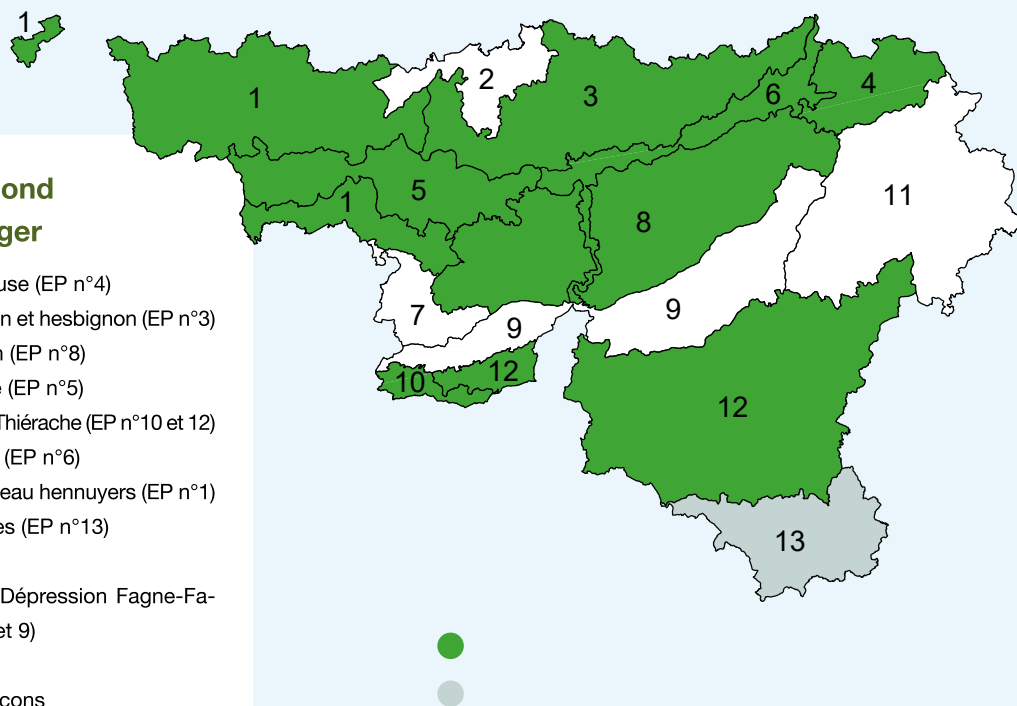 1
1
2
3
6
4
5
1
8
11
7
9
9
10
12
12
13
ond
ger
use (EP n°4)
n et hesbignon (EP n°3)
(EP n°8)
e (EP n°5)
Thiérache (EP n°10 et 12)
(EP n°6)
eau hennuyers (EP n°1)
es (EP n°13)
Dépression Fagne-Fa-
et 9)
cons